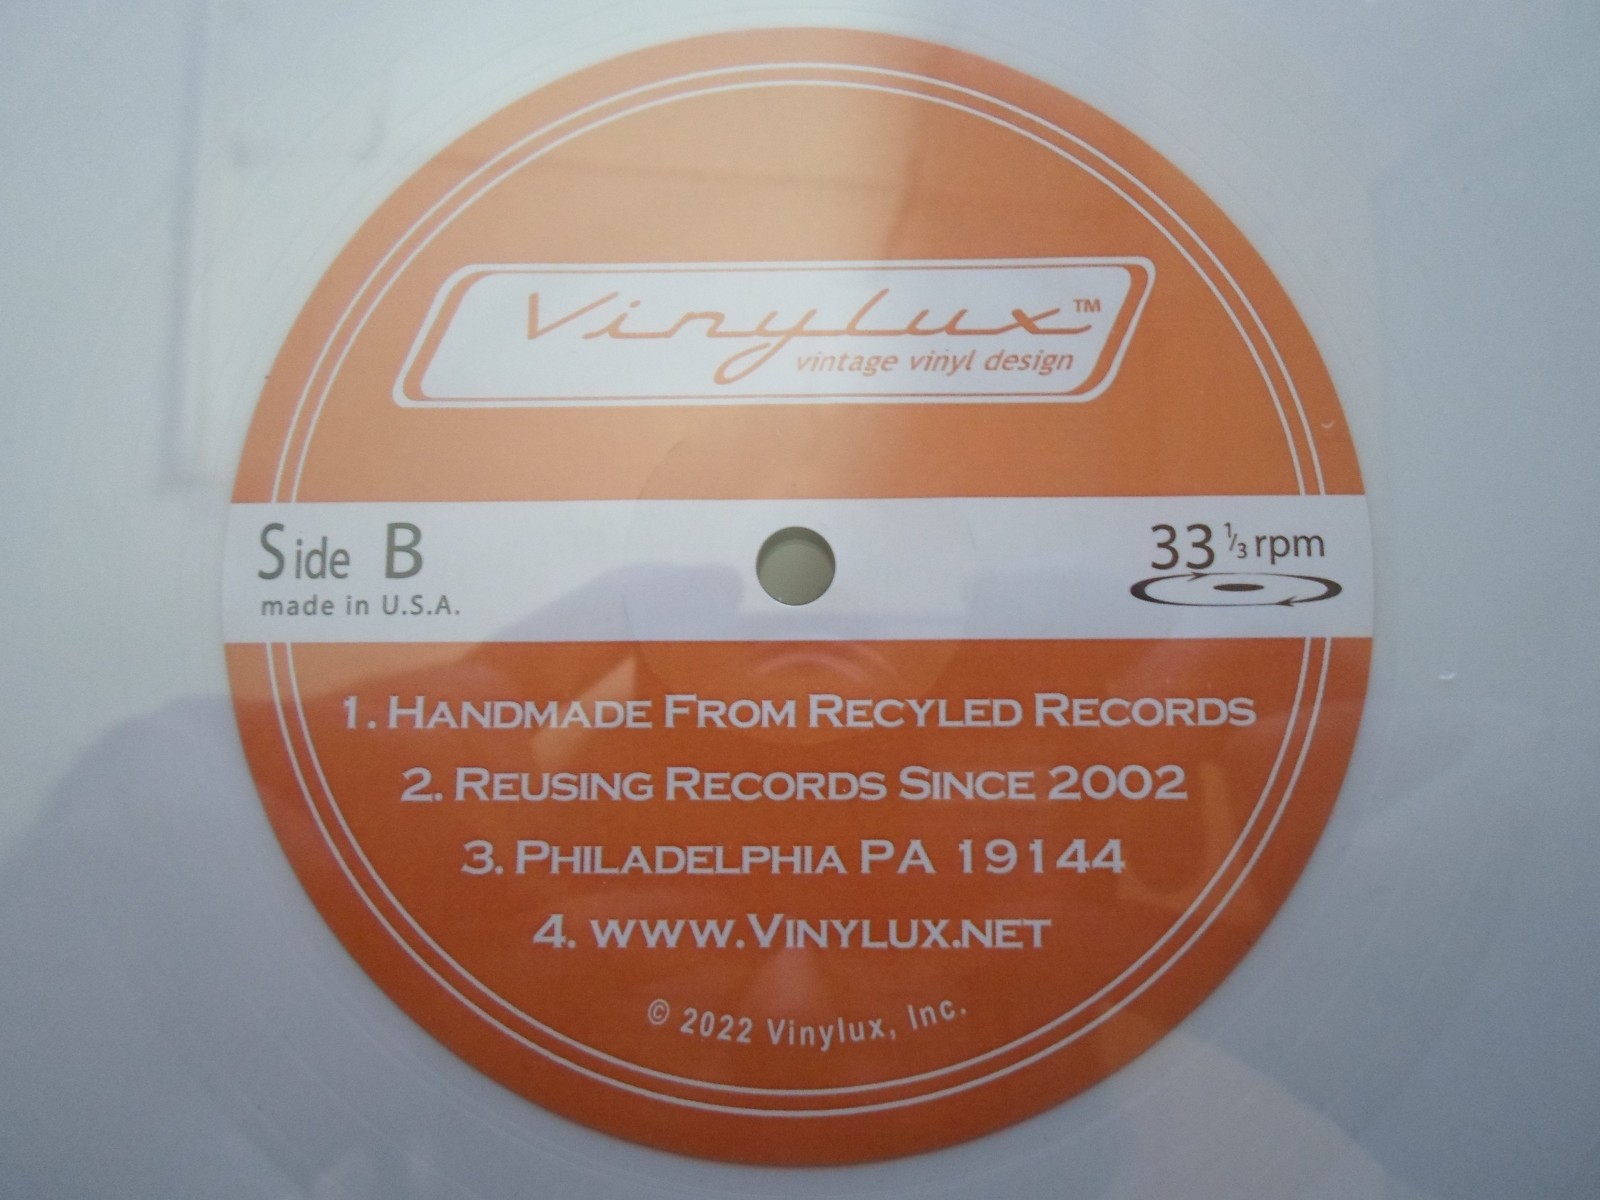 Vinylux™
vintage vinyl design
Side B
made in U.S.A.
33 1/3 rpm
1. HANDMADE FROM RECYLED RECORDS
2. REUSING RECORDS SINCE 2002
3. PHILADELPHIA PA 19144
4. WWW.VINYLUX.NET
© 2022 Vinylux, Inc.